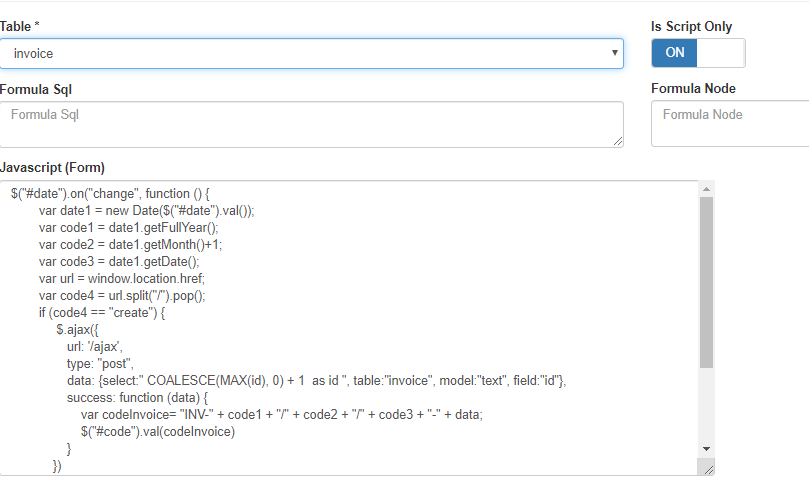 Table *
Is Script Only
invoice
ON
Formula Sql
Formula Node
Formula Sql
Formula Node
Javascript (Form)
$("#date").on("change", function () {
var date1 = new Date($("#date").val());
var code1 = date1.getFullYear();
var code2 = date1.getMonth()+1;
var code3 = date1.getDate();
var url = window.location.href;
var code4 = url.split("/").pop();
if (code4 == "create") {
$.ajax({
url: '/ajax',
type: "post",
data: {select:" COALESCE(MAX(id), 0) + 1  as id ", table:"invoice", model:"text", field:"id"},
success: function (data) {
var codeInvoice= "INV-" + code1 + "/" + code2 + "/" + code3 + "-" + data;
$("#code").val(codeInvoice)
}
})